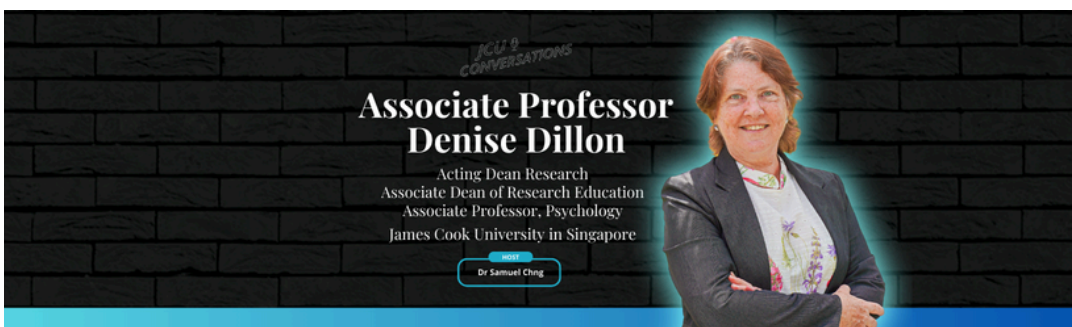 JCU
CONVERSATIONS
Associate Professor
Denise Dillon
Acting Dean Research
Associate Dean of Research Education
Associate Professor, Psychology
James Cook University in Singapore
HOST
Dr Samuel Chng